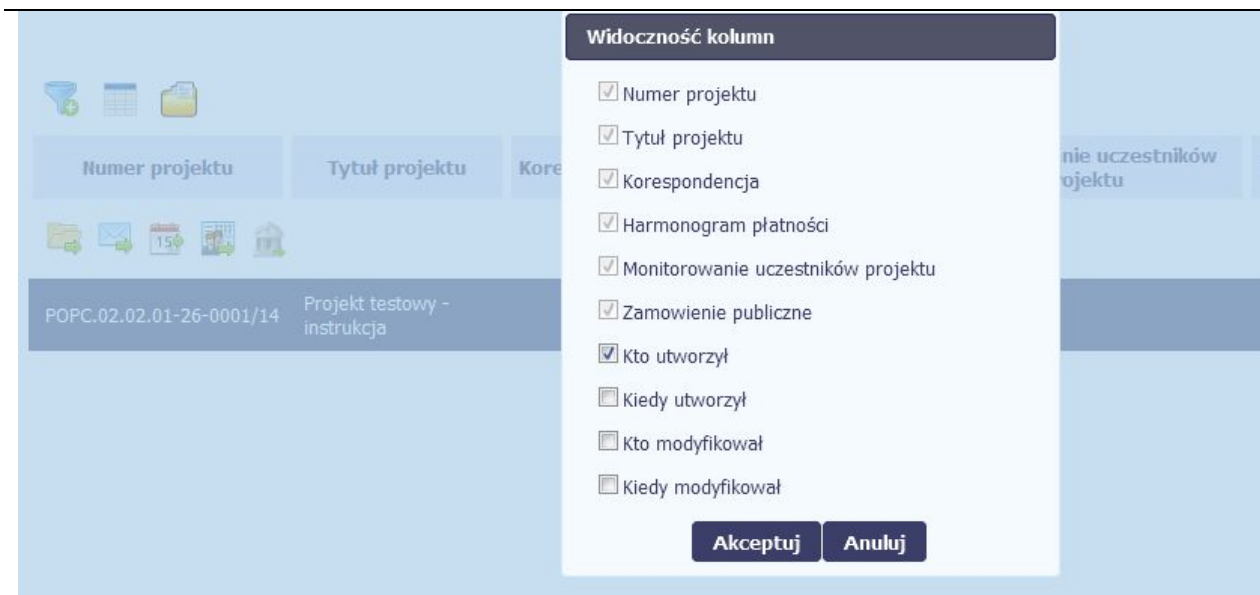 Widoczność kolumn
Numer projektu
Tytuł projektu
Korespondencja
Harmonogram płatności
Monitorowanie uczestników projektu
Zamowienie publiczne
Kto utworzył
Kiedy utworzył
Kto modyfikował
Kiedy modyfikował
Akceptuj Anuluj
Numer projektu Tytuł projektu Kore nie uczestników
ojektu
15
POPC.02.02.01-26-0001/14 Projekt testowy -
instrukcja